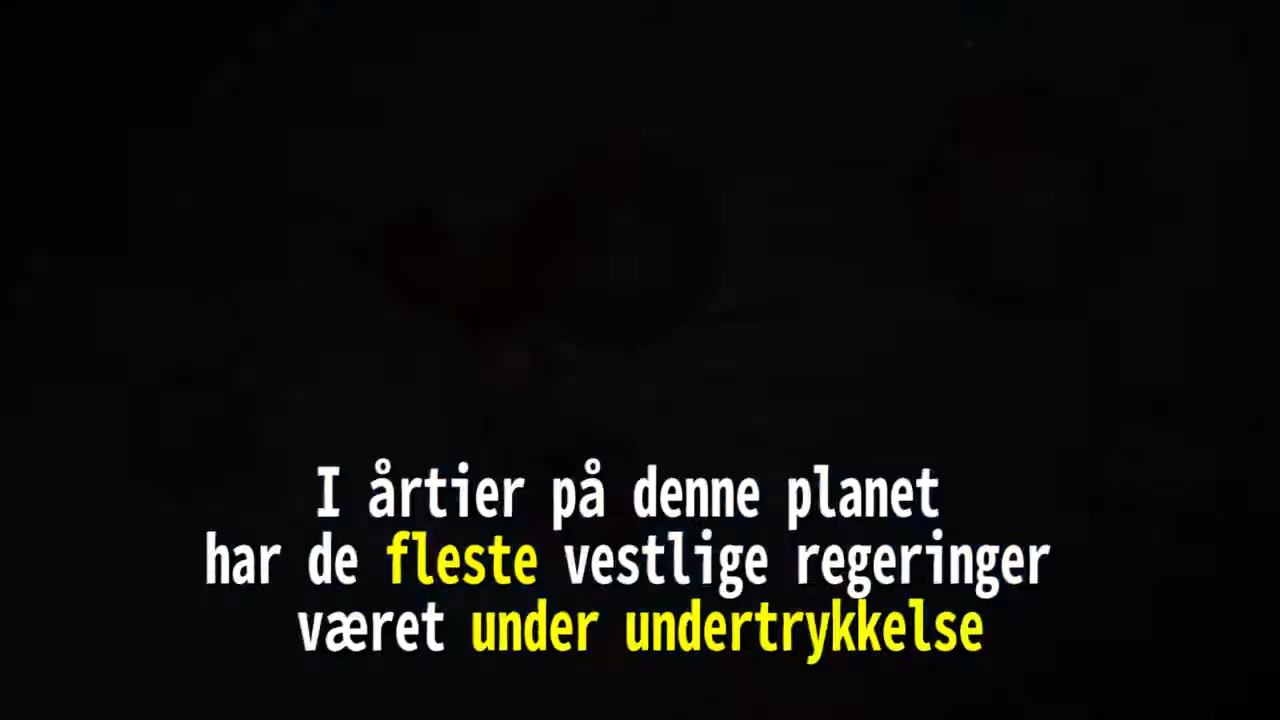 I årtier på denne planet
har de fleste vestlige regeringer
været under undertrykkelse